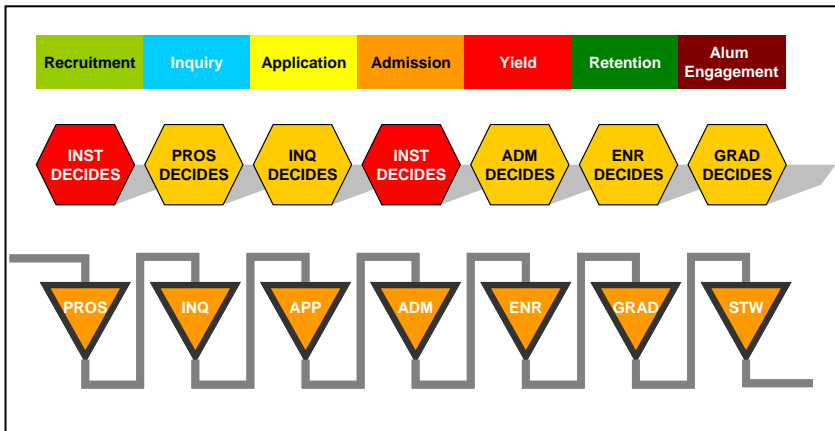 Recruitment
Inquiry
Application
Admission
Yield
Retention
Alum
Engagement
INST
DECIDES
PROS
DECIDES
INQ
DECIDES
INST
DECIDES
ADM
DECIDES
ENR
DECIDES
GRAD
DECIDES
PROS
INQ
APP
ADM
ENR
GRAD
STW